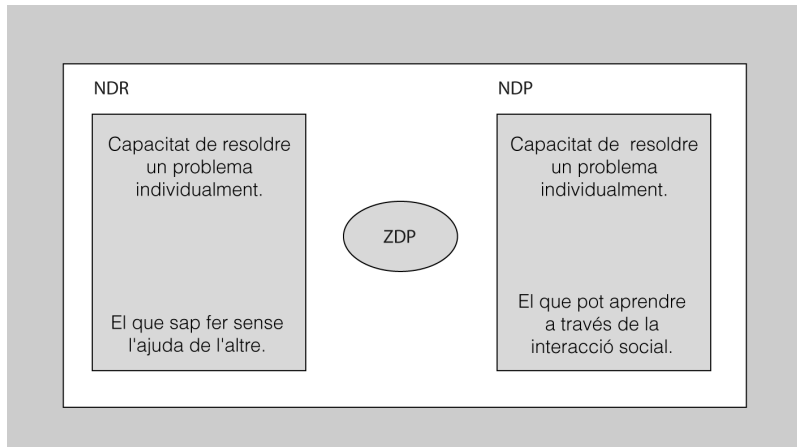 NDR
Capacitat de resoldre
un problema
individualment.
El que sap fer sense
l'ajuda de l'altre.
ZDP
NDP
Capacitat de resoldre
un problema
individualment.
El que pot aprendre
a través de la
interacció social.